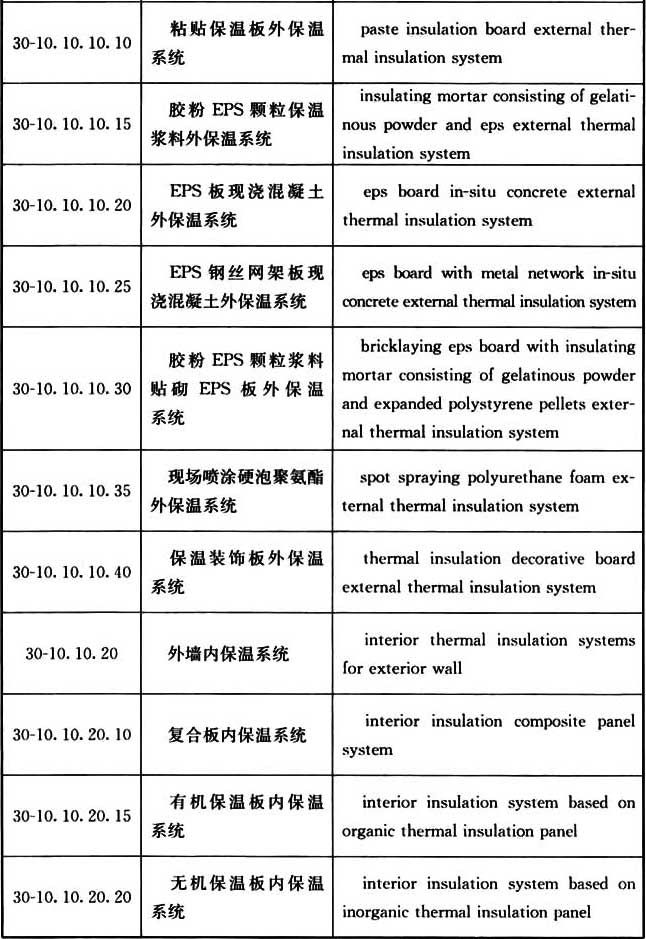 30-10. 10. 10. 10
粘贴保温板外保温
系统
paste insulation board external ther-
mal insulation system
30-10. 10. 10. 15
胶粉 EPS 颗粒保温
浆料外保温系统
insulating mortar consisting of gelati-
nous powder and eps external thermal
insulation system
30-10. 10. 10. 20
EPS 板现浇混凝土
外保温系统
eps board in-situ concrete external
thermal insulation system
30-10. 10. 10. 25
EPS 钢丝网架板现
浇混凝土外保温系统
eps board with metal network in-situ
concrete external thermal insulation system
30-10. 10. 10. 30
胶粉 EPS 颗粒浆料
贴砌 EPS 板外保温
系统
bricklaying eps board with insulating
mortar consisting of gelatinous powder
and expanded polystyrene pellets exter-
nal thermal insulation system
30-10. 10. 10. 35
现场喷涂硬泡聚氨酯
外保温系统
spot spraying polyurethane foam ex-
ternal thermal insulation system
30-10. 10. 10. 40
保温装饰板外保温
系统
thermal insulation decorative board
external thermal insulation system
30-10. 10. 20
外墙内保温系统
interior thermal insulation systems
for exterior wall
30-10. 10. 20. 10
复合板内保温系统
interior insulation composite panel
system
30-10. 10. 20. 15
有机保温板内保温
系统
interior insulation system based on
organic thermal insulation panel
30-10. 10. 20. 20
无机保温板内保温
系统
interior insulation system based on
inorganic thermal insulation panel